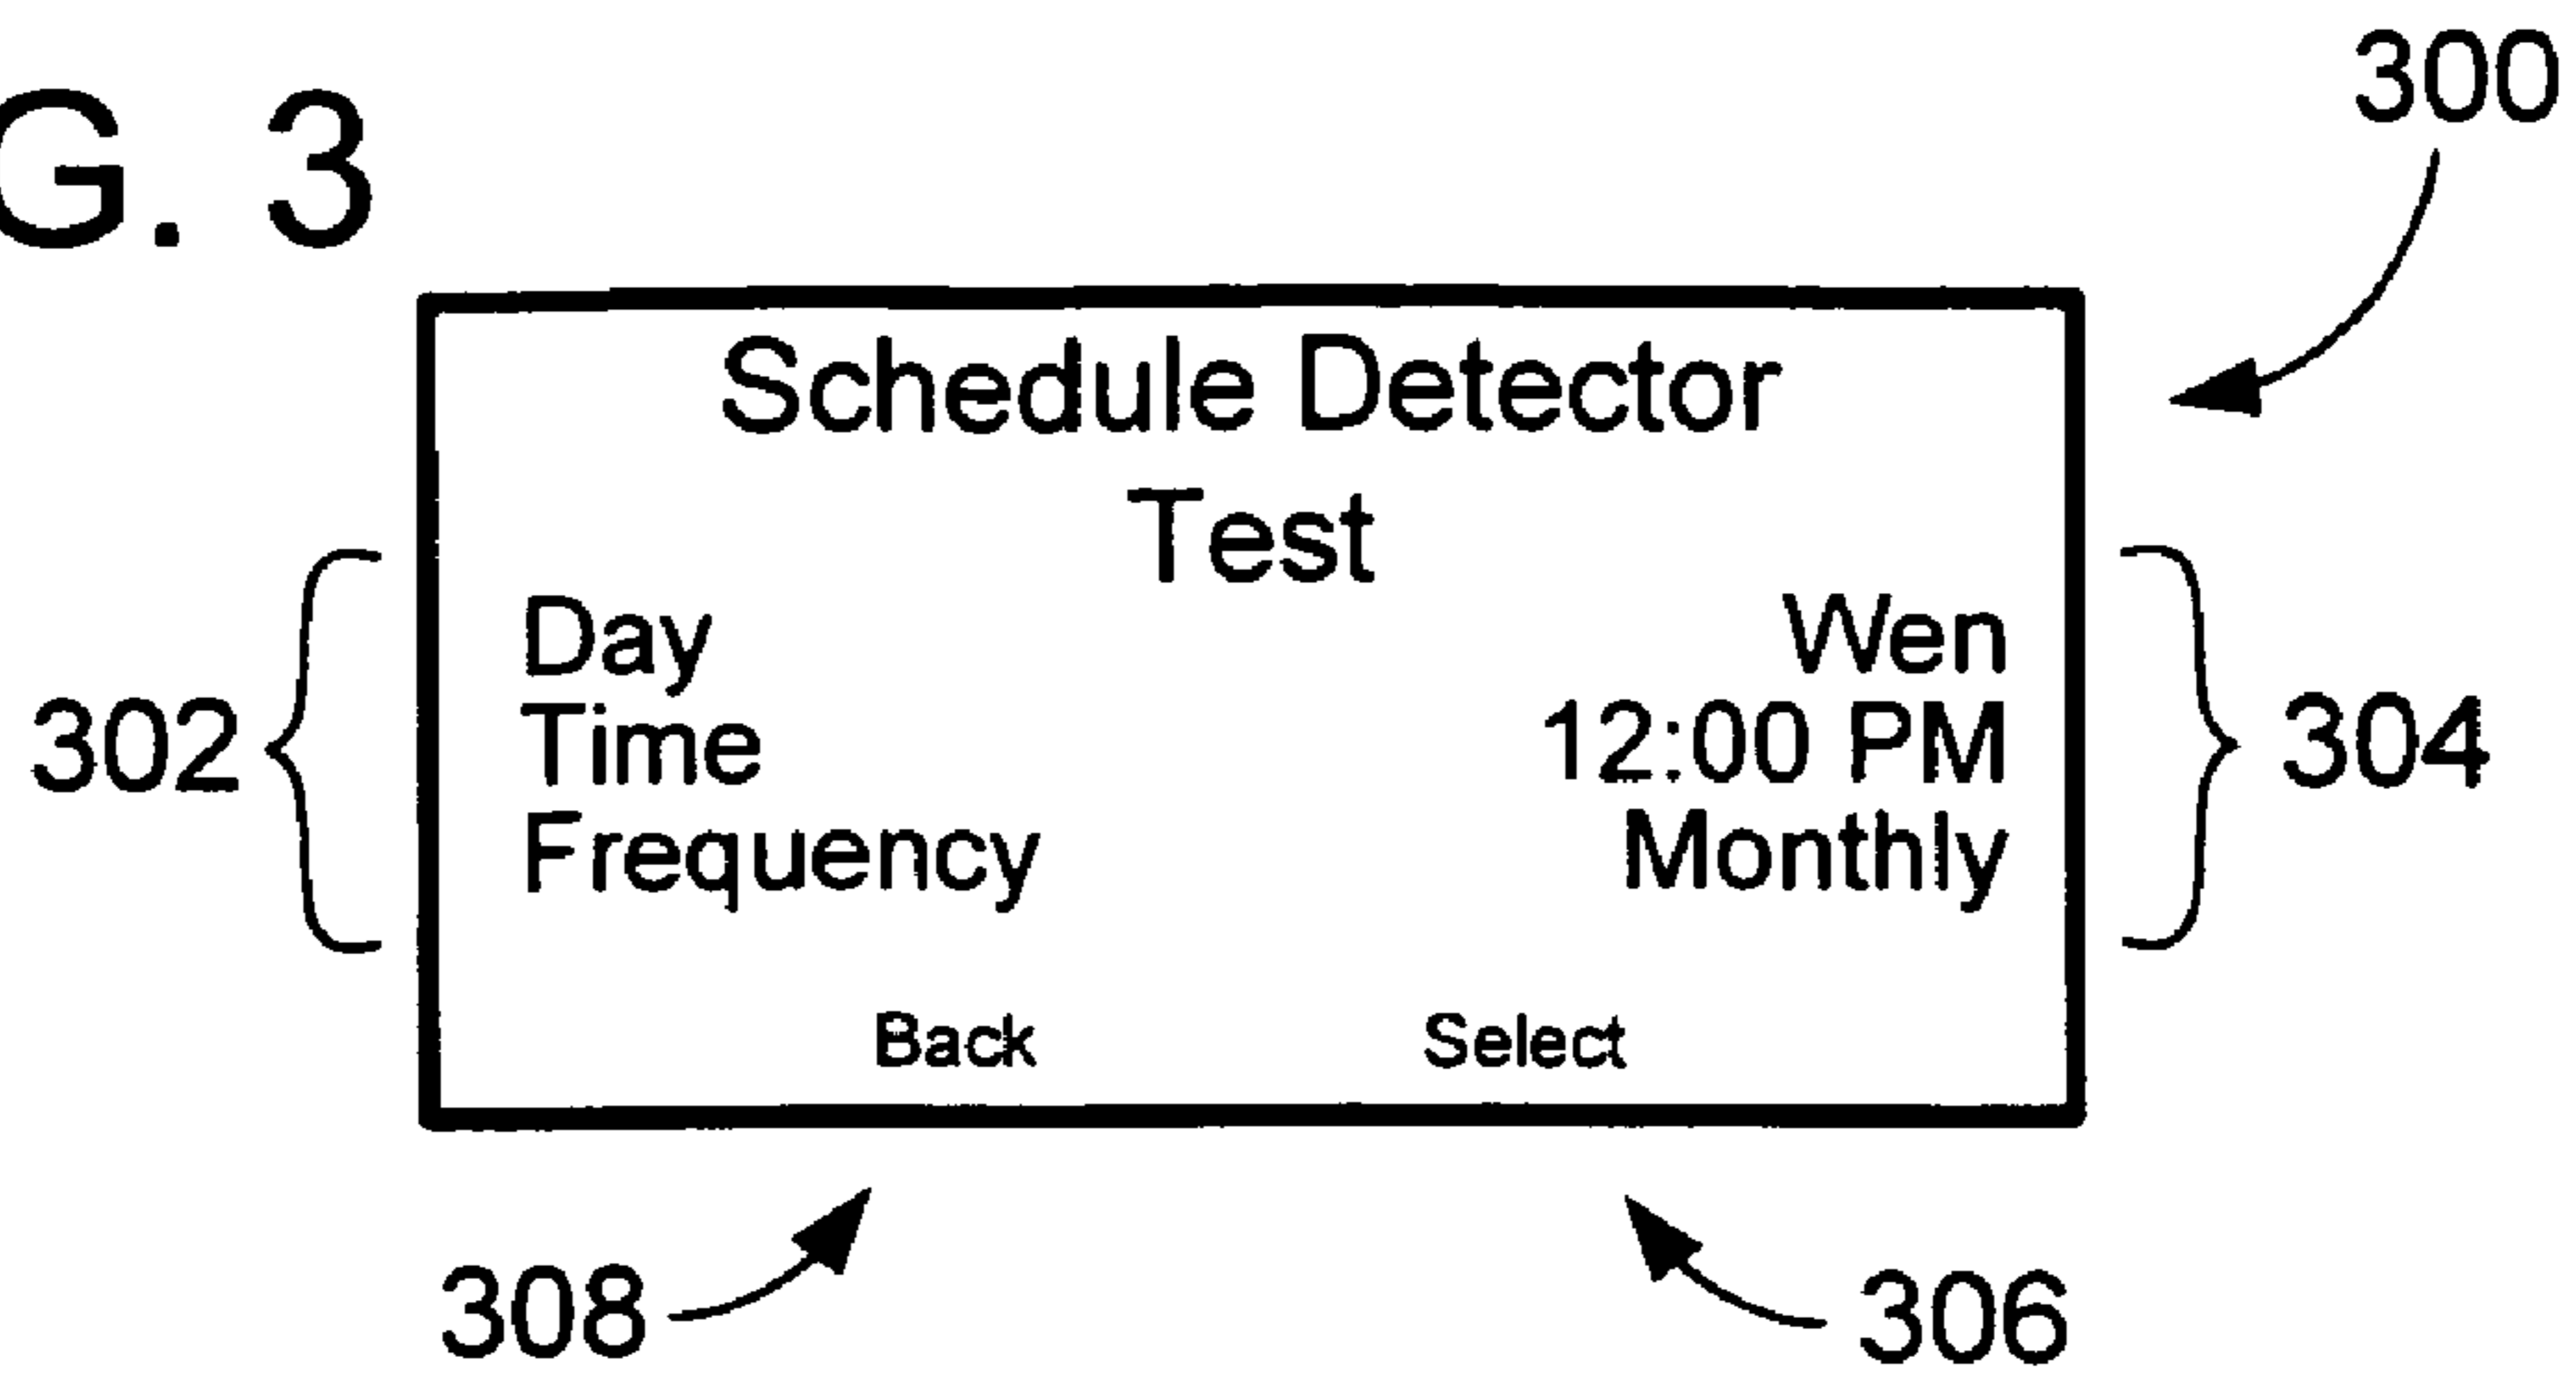 G. 3
300
Schedule Detector
Test
Day Wen
302 Time 12:00 PM 304
Frequency Monthly
Back Select
308 306